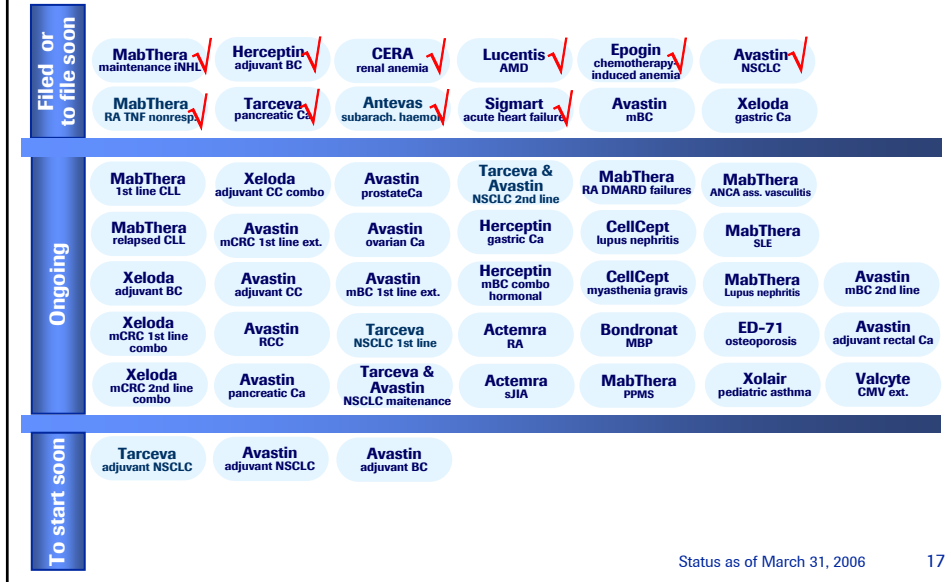 Filed or
to file soon
MabThera
maintenance iNHL
Herceptin
adjuvant BC
CERA
renal anemia
Lucentis
AMD
Epogin
chemotherapy-
induced anemia
Avastin
NSCLC
MabThera
RA TNF nonresp.
Tarceva
pancreatic Ca
Antevas
subarach. haemor
Sigmart
acute heart failure
Avastin
mBC
Xeloda
gastric Ca
Ongoing
MabThera
1st line CLL
Xeloda
adjuvant CC combo
Avastin
prostateCa
Tarceva &
Avastin
NSCLC 2nd line
MabThera
RA DMARD failures
MabThera
ANCA ass. vasculitis
MabThera
relapsed CLL
Avastin
mCRC 1st line ext.
Avastin
ovarian Ca
Herceptin
gastric Ca
CellCept
lupus nephritis
MabThera
SLE
Xeloda
adjuvant BC
Avastin
adjuvant CC
Avastin
mBC 1st line ext.
Herceptin
mBC combo
hormonal
CellCept
myasthenia gravis
MabThera
Lupus nephritis
Avastin
mBC 2nd line
Xeloda
mCRC 1st line
combo
Avastin
RCC
Tarceva
NSCLC 1st line
Actemra
RA
Bondronat
MBP
ED-71
osteoporosis
Avastin
adjuvant rectal Ca
Xeloda
mCRC 2nd line
combo
Avastin
pancreatic Ca
Tarceva &
Avastin
NSCLC maitenance
Actemra
sJIA
MabThera
PPMS
Xolair
pediatric asthma
Valcyte
CMV ext.
To start soon
Tarceva
adjuvant NSCLC
Avastin
adjuvant NSCLC
Avastin
adjuvant BC
Status as of March 31, 2006
17